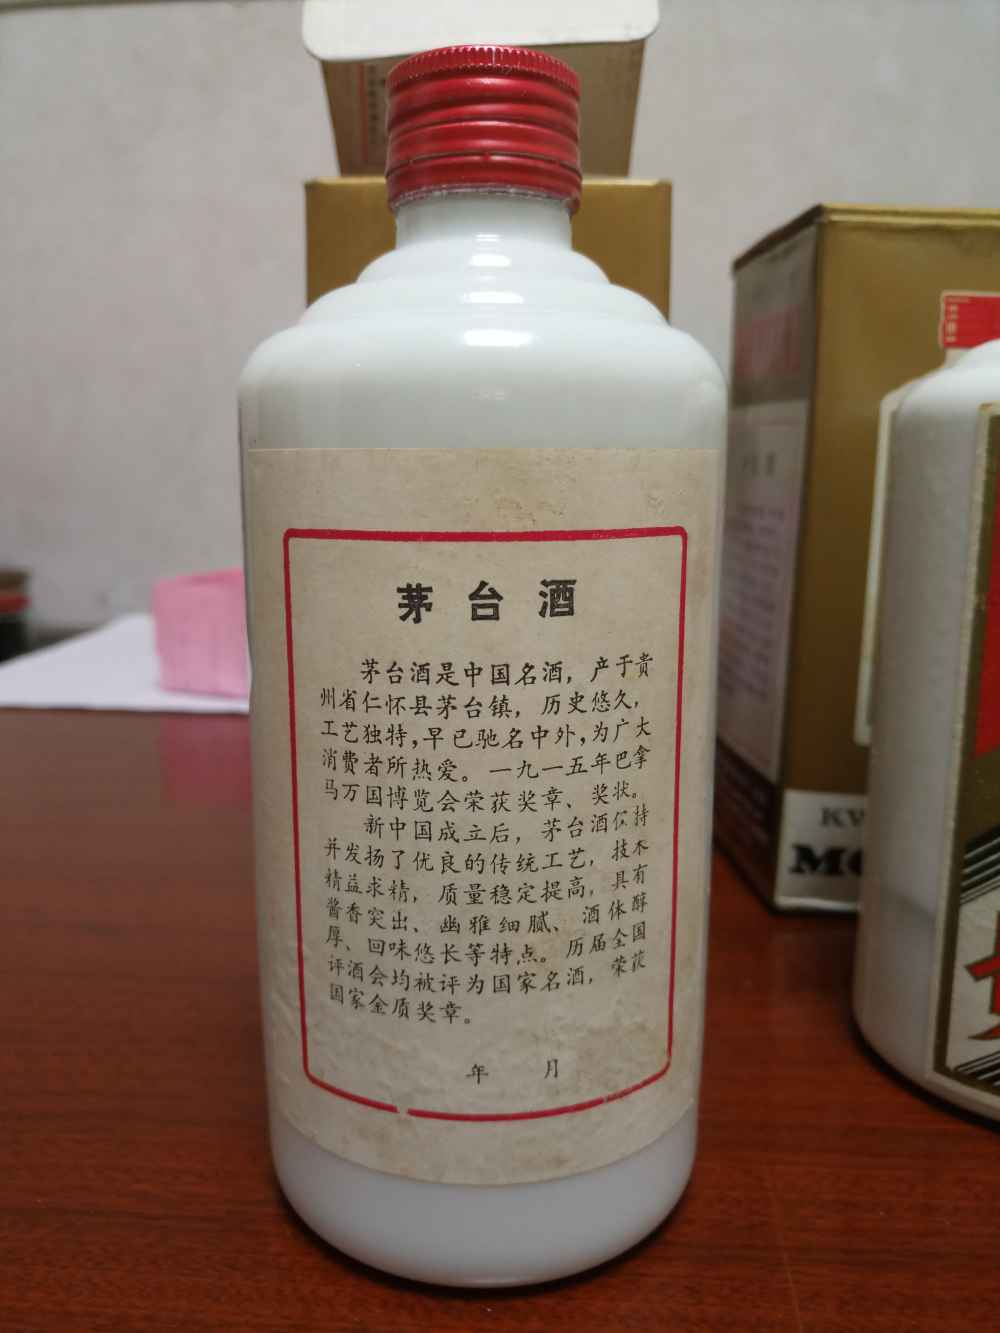 茅台酒
茅台酒是中国名酒，产于贵
州省仁怀县茅台镇，历史悠久，
工艺独特，早已驰名中外，为广大
消费者所热爱。一九一五年巴拿
马万国博览会荣获奖章、奖状。
新中国成立后，茅台酒保持
并发扬了优良的传统工艺，技术
精益求精，质量稳定提高，具有
酱香突出、幽雅细腻、酒体醇
厚、回味悠长等特点。历届全国
评酒会均被评为国家名酒，荣获
国家金质奖章。
年 月
KW
MO